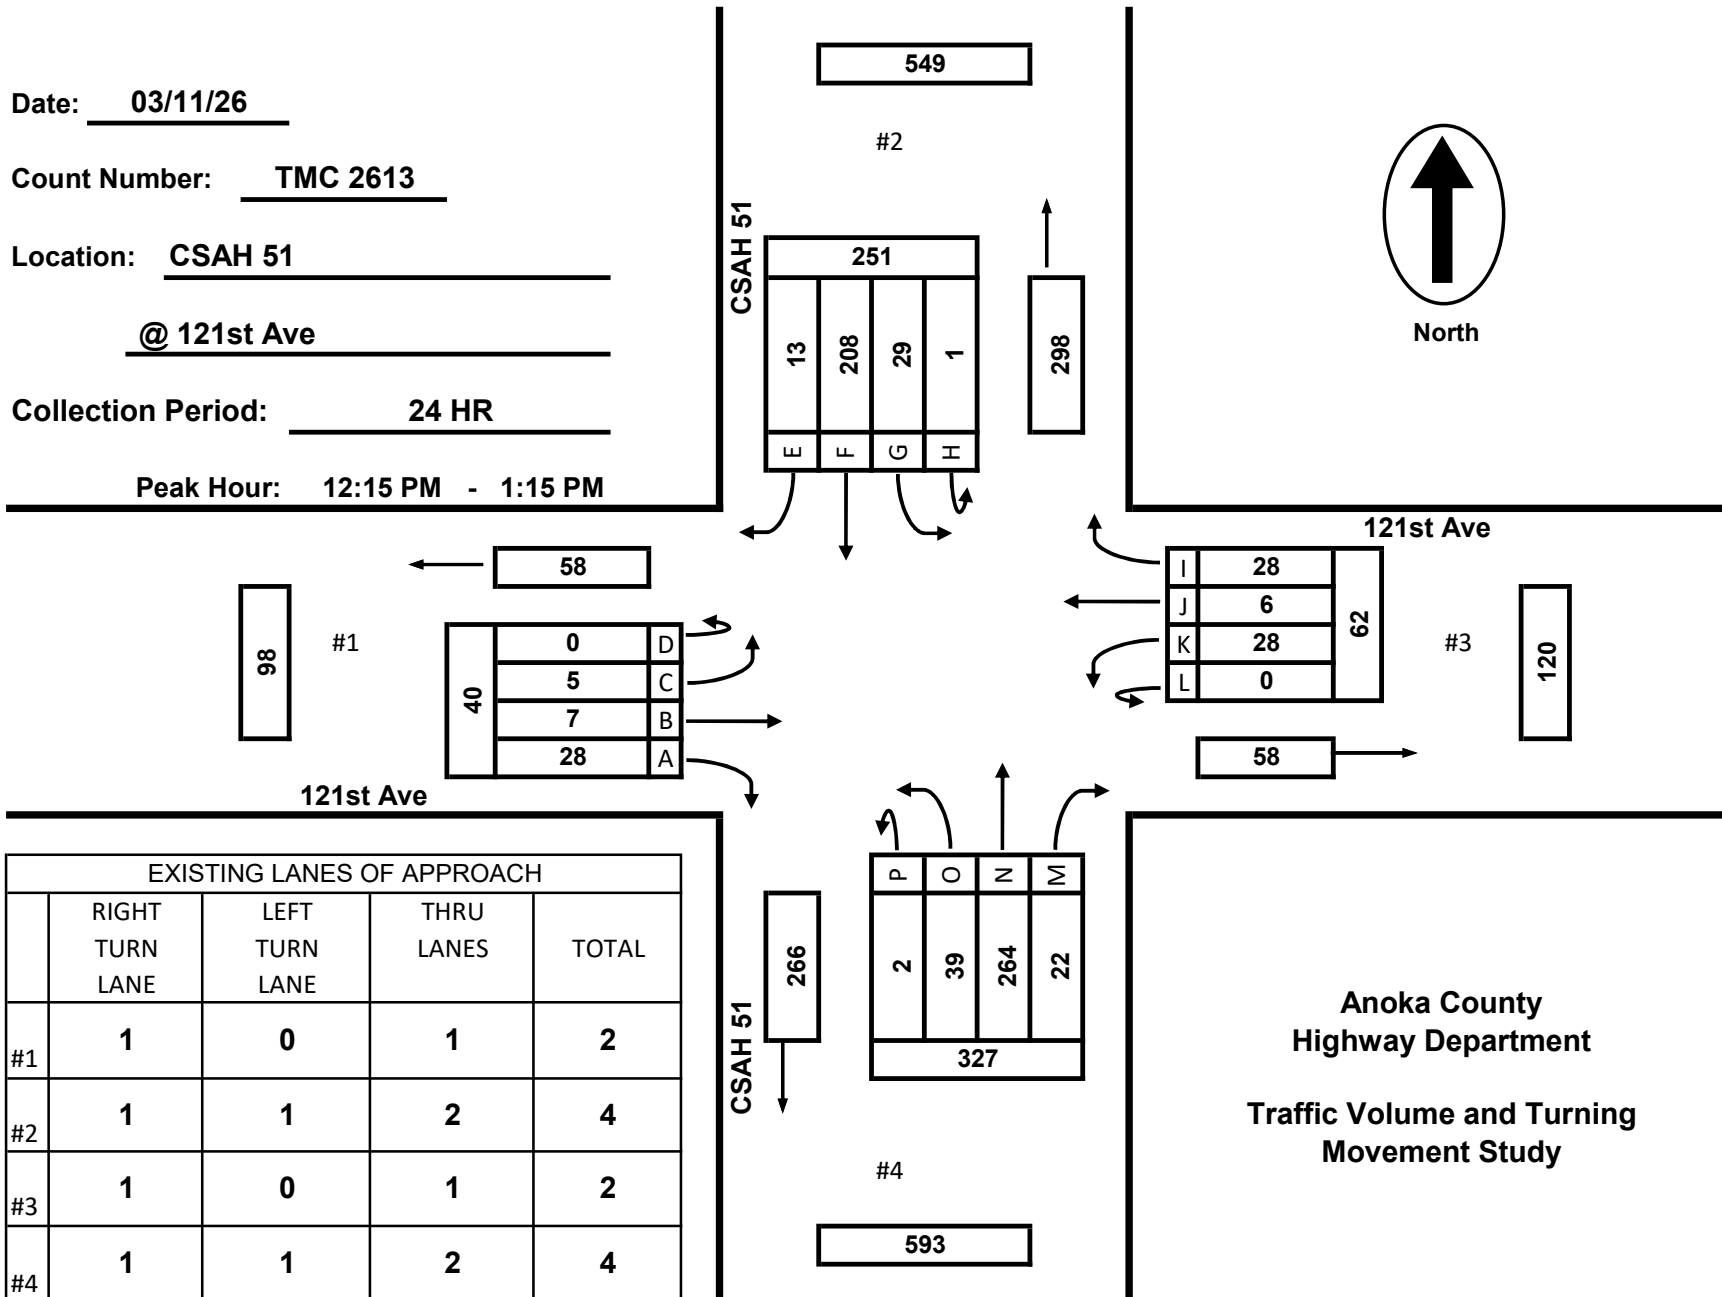 Date: 03/11/26
Count Number: TMC 2613
Location: CSAH 51
@ 121st Ave
Collection Period: 24 HR
Peak Hour: 12:15 PM - 1:15 PM
549
#2
CSAH 51
251
13 208 29 1
E F G H
298
North
121st Ave
58
98
#1
40
0 D
5 C
7 B
28 A
121st Ave
I 28
J 6
K 28
L 0
62
#3
120
58
P O N M
2 39 264 22
327
266
CSAH 51
#4
593
EXISTING LANES OF APPROACH
RIGHT LEFT THRU
TURN TURN LANES TOTAL
LANE LANE
#1 1 0 1 2
#2 1 1 2 4
#3 1 0 1 2
#4 1 1 2 4
Anoka County
Highway Department
Traffic Volume and Turning
Movement Study